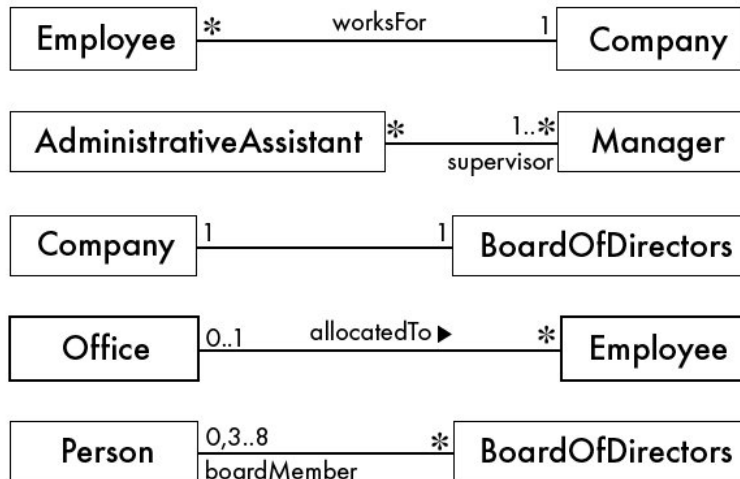 Employee * worksFor 1 Company
AdministrativeAssistant * 1..* Manager
supervisor
Company 1 1 BoardOfDirectors
Office 0..1 allocatedTo ▶ * Employee
Person 0,3..8 * BoardOfDirectors
boardMember